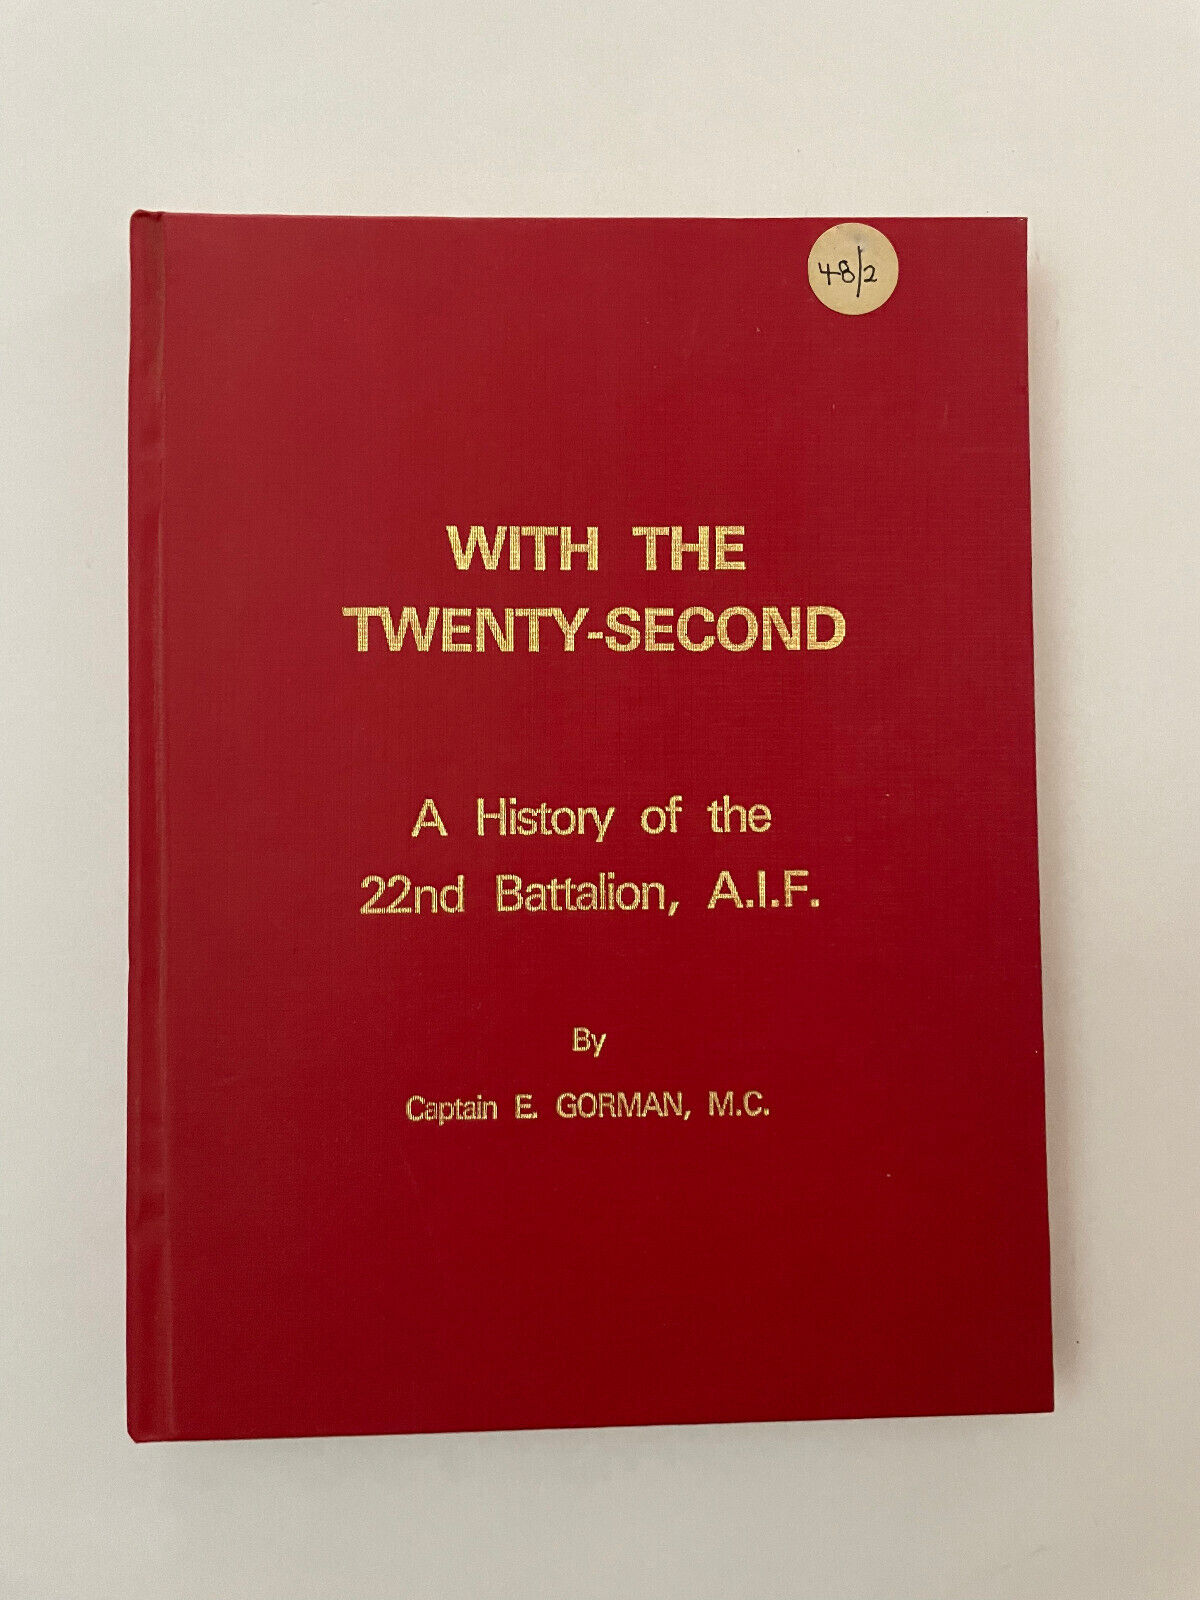 48/2
WITH THE
TWENTY-SECOND
A History of the
22nd Battalion, A.I.F.
By
Captain E. GORMAN, M.C.